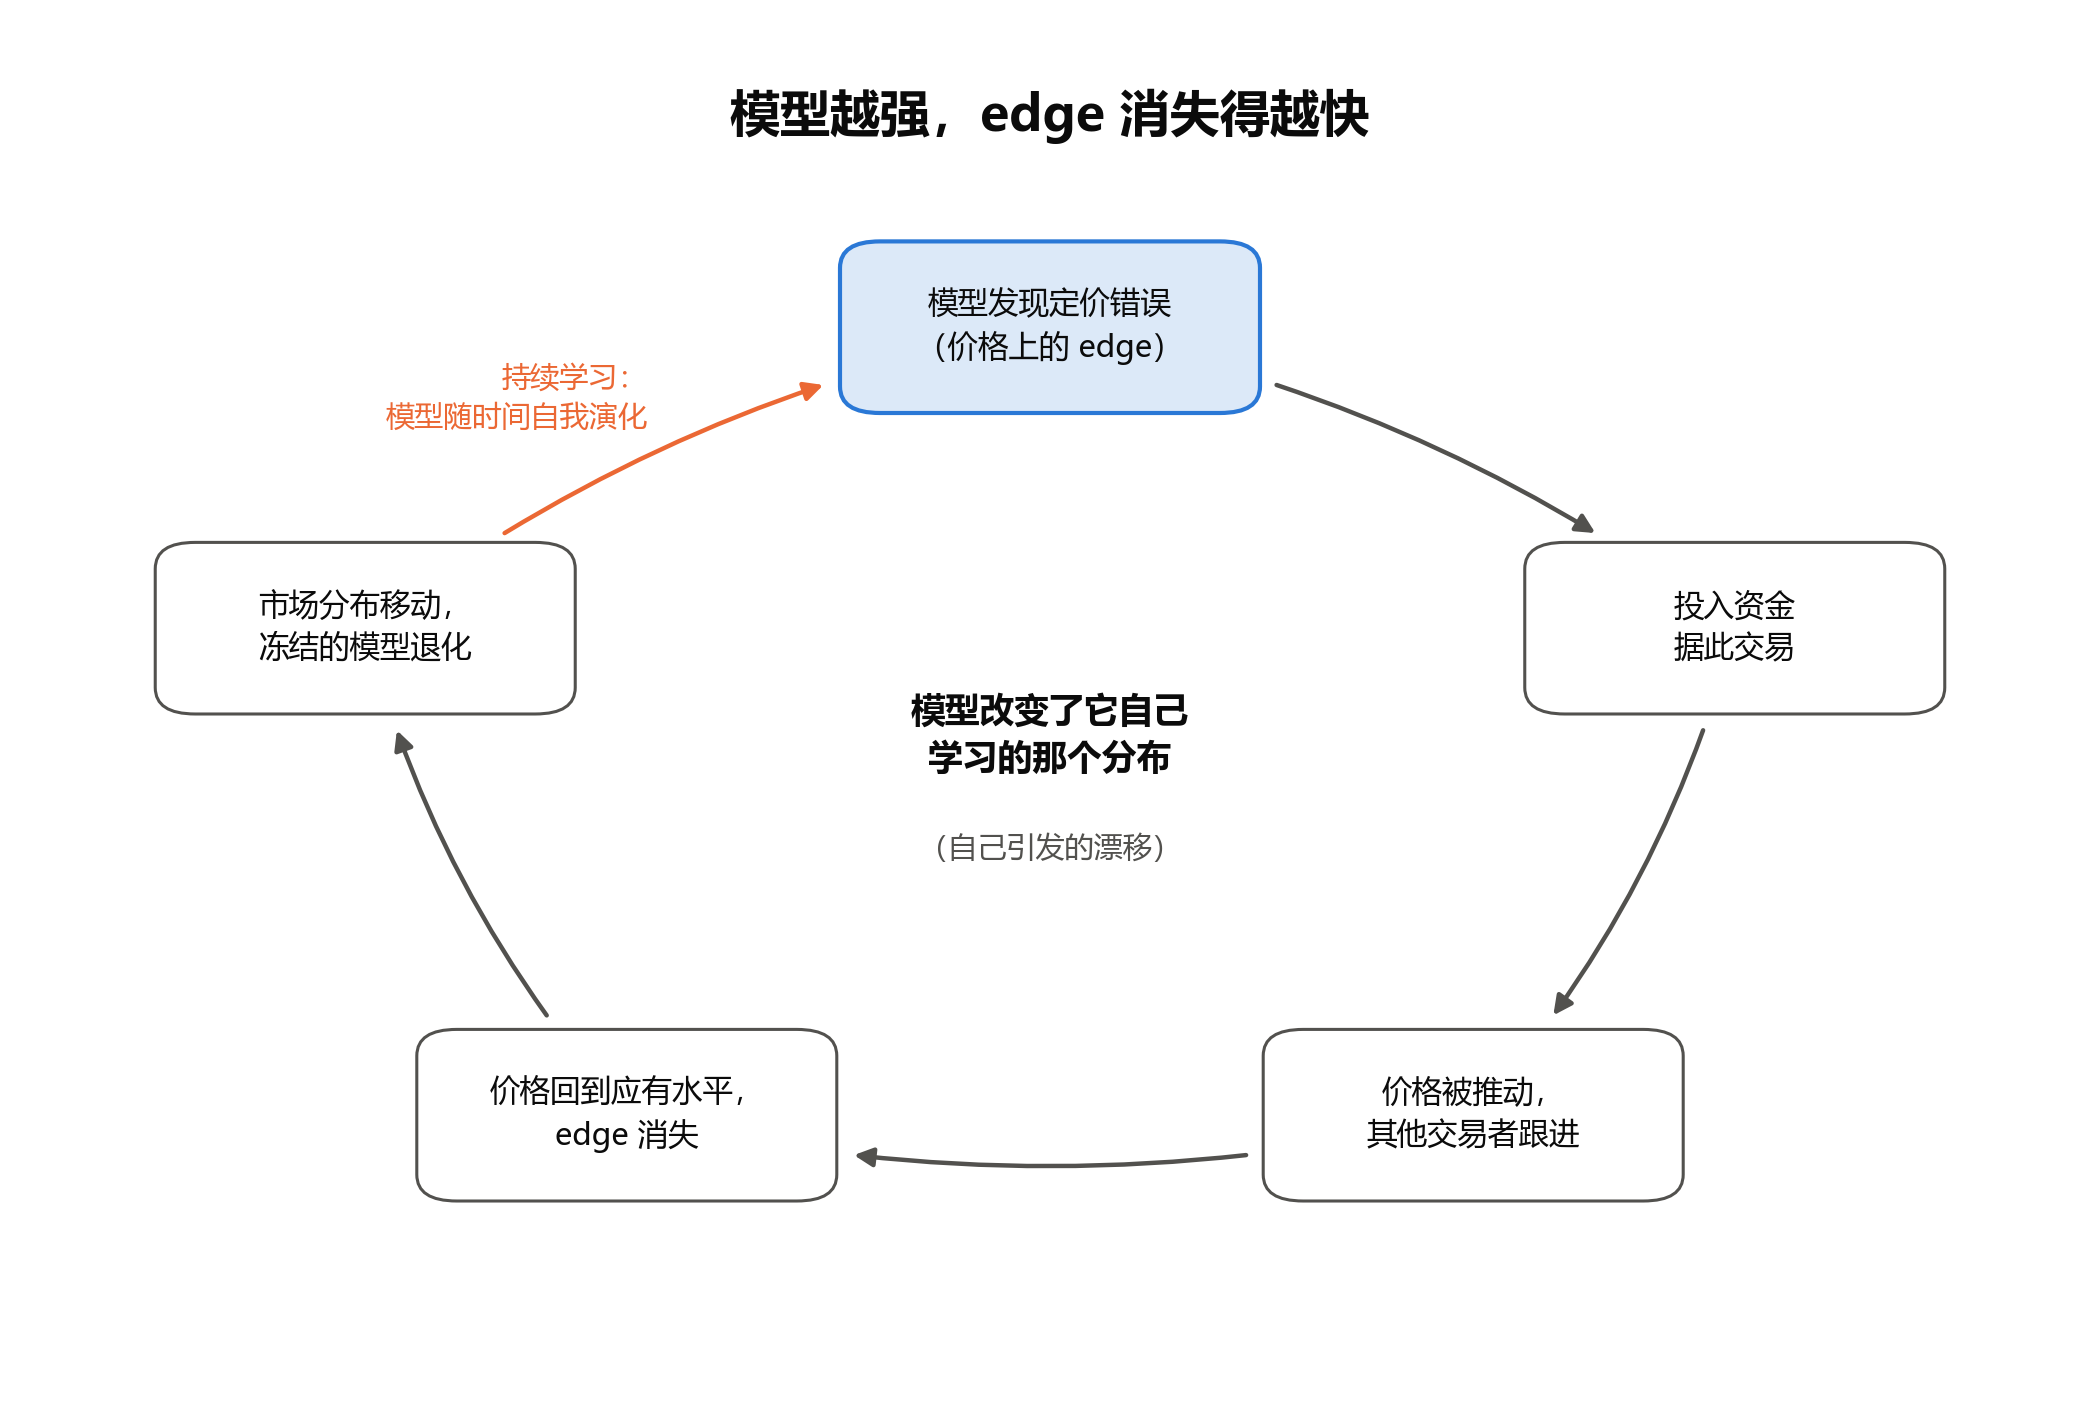 模型越强，edge 消失得越快
模型发现定价错误
（价格上的 edge）
持续学习：
模型随时间自我演化
市场分布移动，
冻结的模型退化
投入资金
据此交易
模型改变了它自己
学习的那个分布
（自己引发的漂移）
价格回到应有水平，
edge 消失
价格被推动，
其他交易者跟进